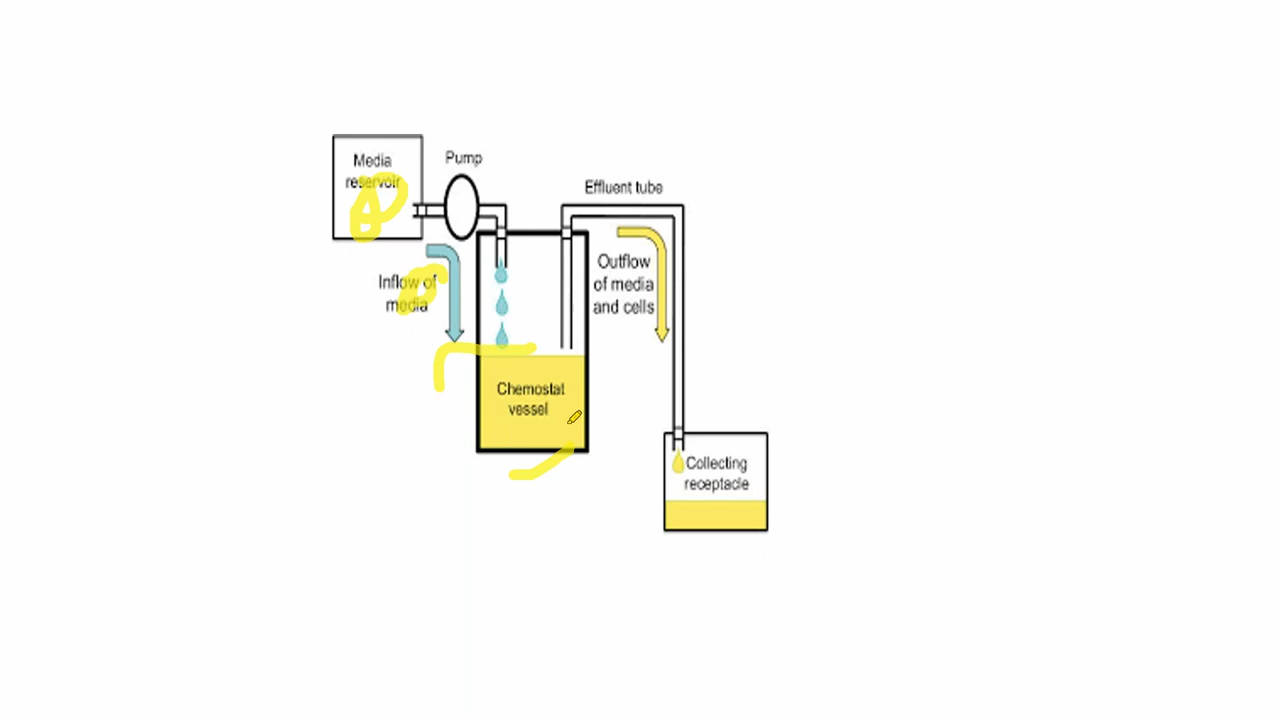 Media
reservoir
Pump
Effluent tube
Inflow of
media
Outflow
of media
and cells
Chemostat
vessel
Collecting
receptacle